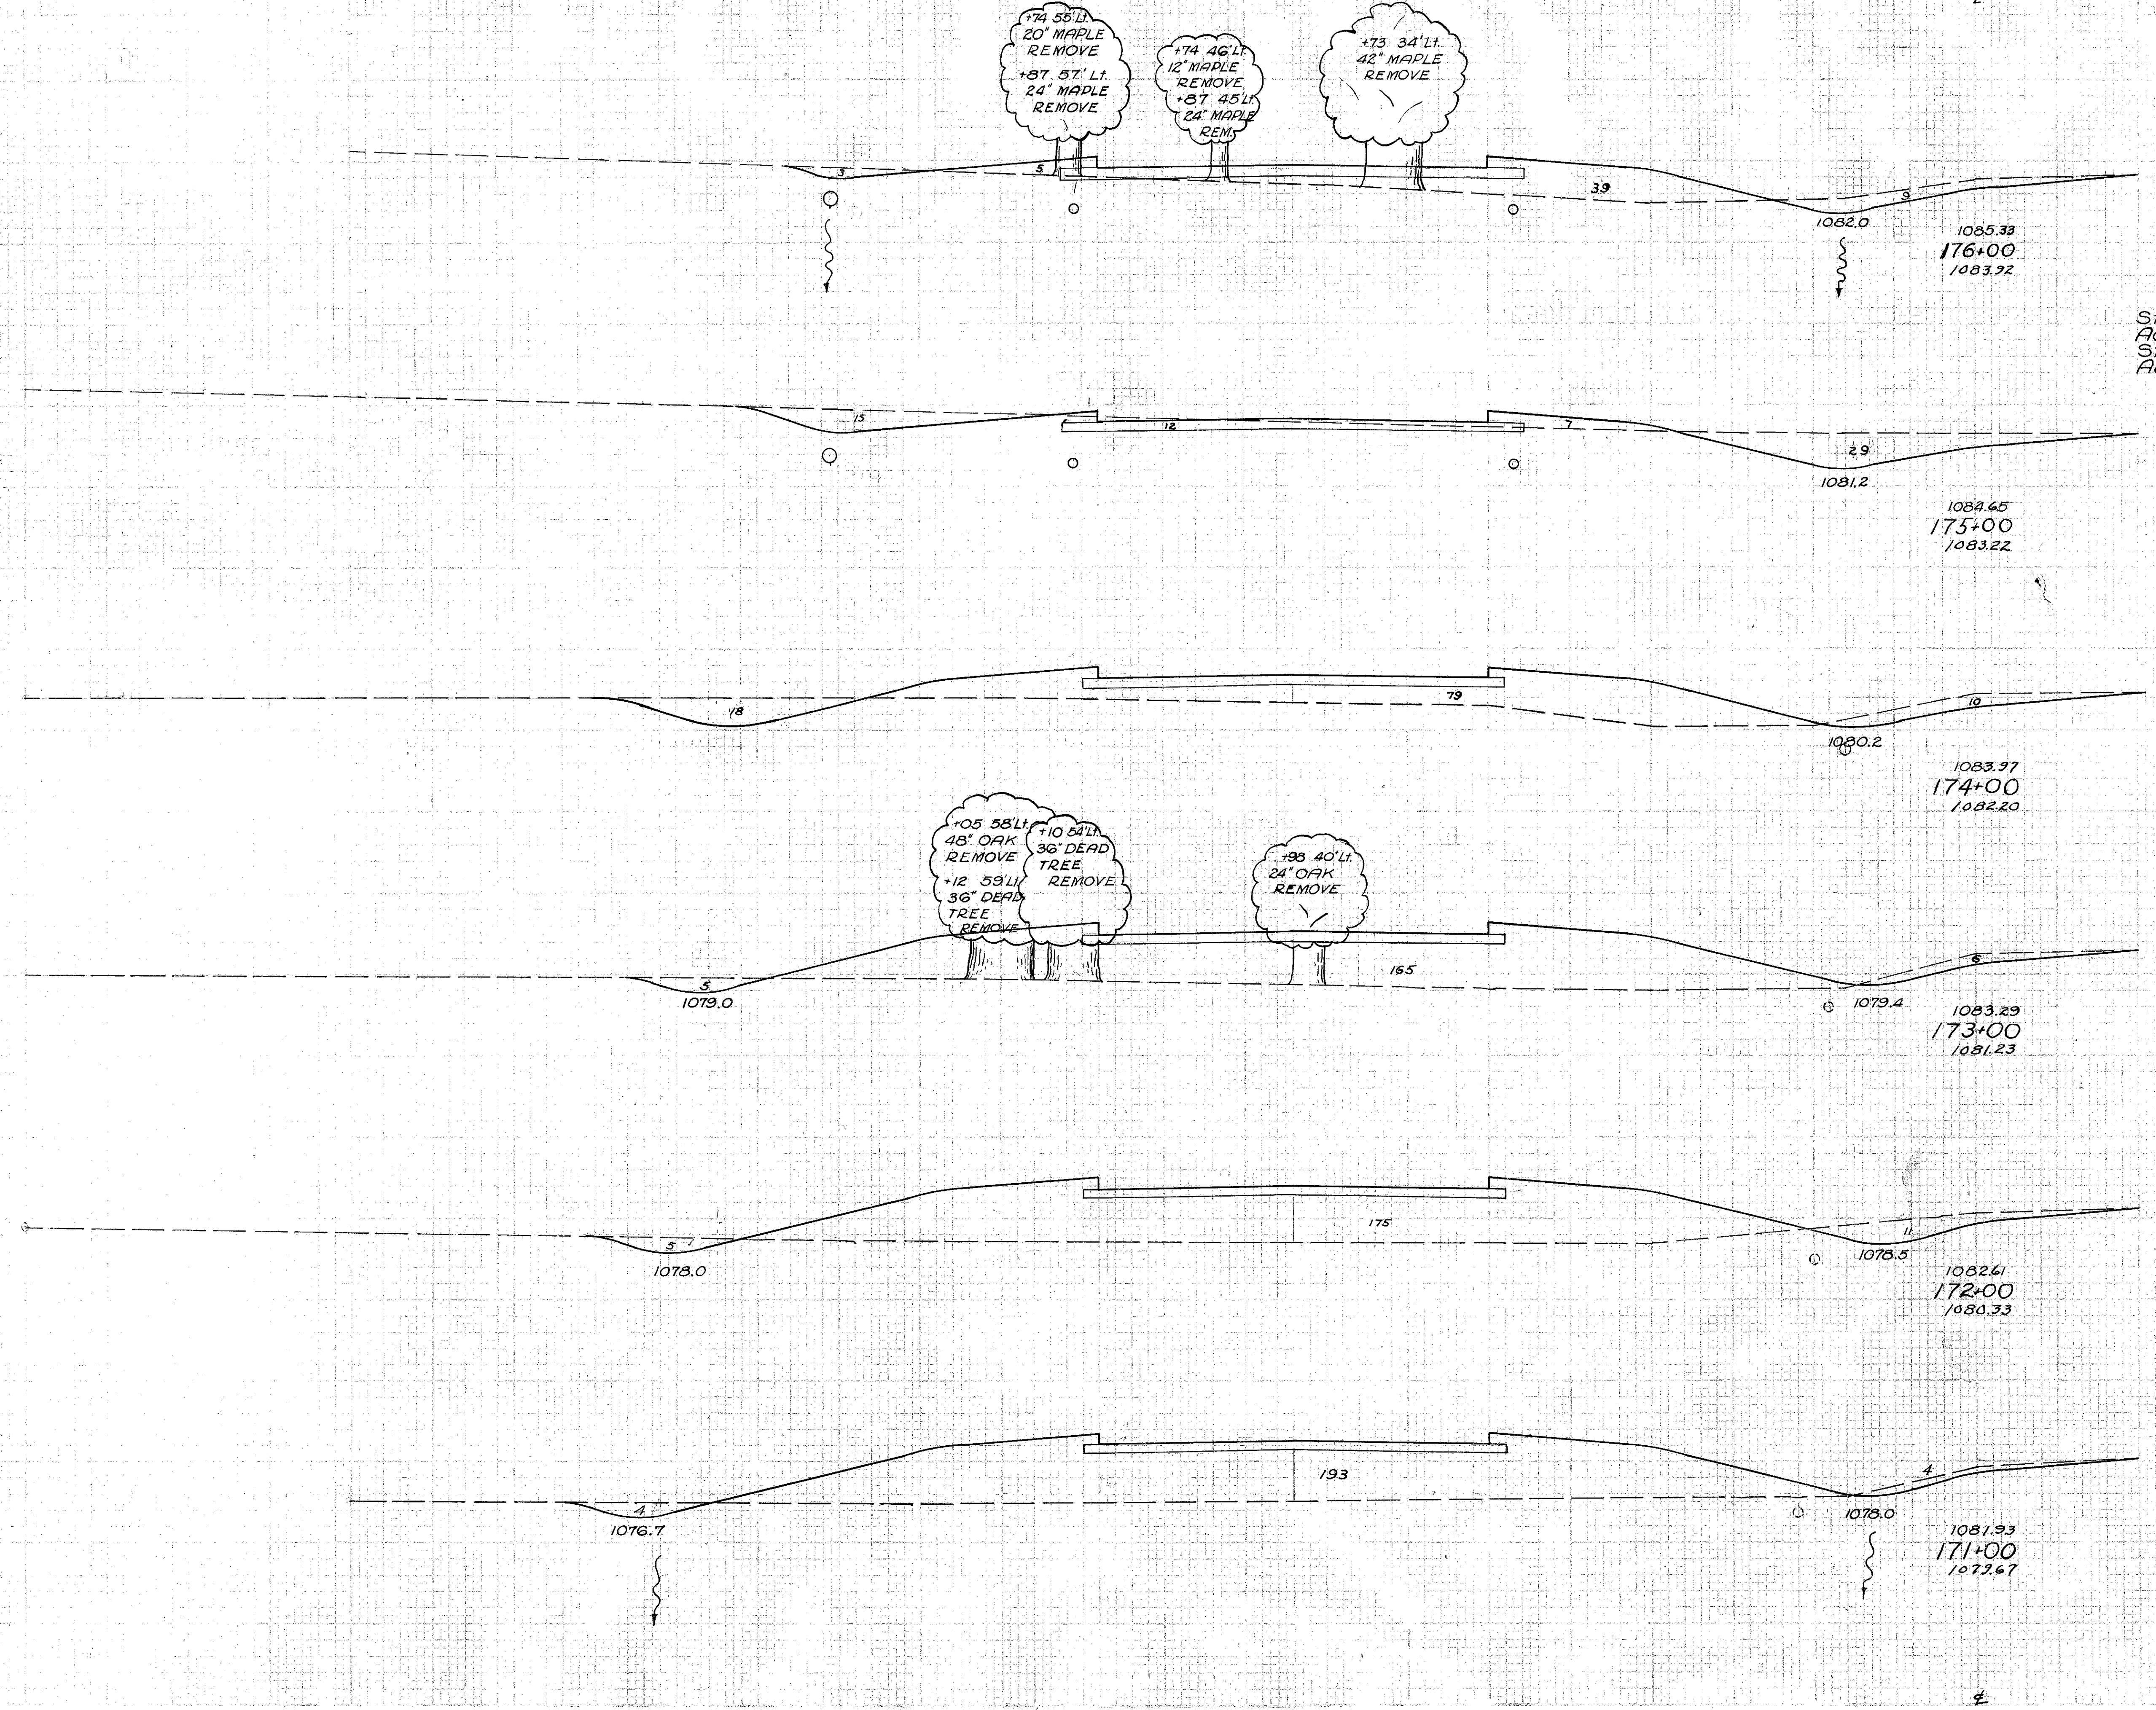 +74 55' Lt.
20" MAPLE
REMOVE
+87 57' Lt.
24" MAPLE
REMOVE
+74 46' Lt.
12" MAPLE
REMOVE
+87 45' Lt.
24" MAPLE
REM.
+73 34' Lt.
42" MAPLE
REMOVE
3
5
39
9
1082.0
1085.33
176+00
1083.92
15
12
7
29
1081.2
1084.65
175+00
1083.22
18
79
10
1080.2
1083.97
174+00
1082.20
+05 58' Lt.
48" OAK
REMOVE
+12 59' Lt.
36" DEAD
TREE
REMOVE
+10 54' Lt.
36" DEAD
TREE
REMOVE
+98 40' Lt.
24" OAK
REMOVE
5
165
6
1079.0
1079.4
1083.29
173+00
1081.23
5
175
11
1078.0
1078.5
1082.61
172+00
1080.33
4
193
4
1076.7
1078.0
1081.93
171+00
1079.67
℄